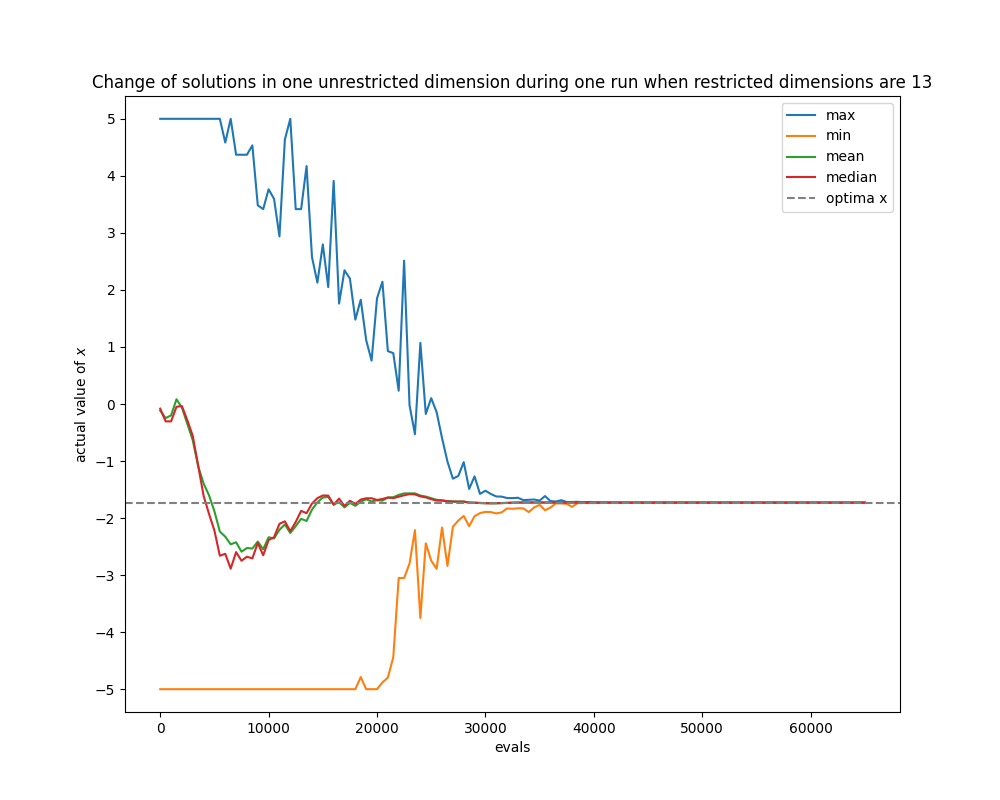 Change of solutions in one unrestricted dimension during one run when restricted dimensions are 13
max
min
mean
median
optima x
5
4
3
2
1
0
−1
−2
−3
−4
−5
actual value of x
0 10000 20000 30000 40000 50000 60000
evals